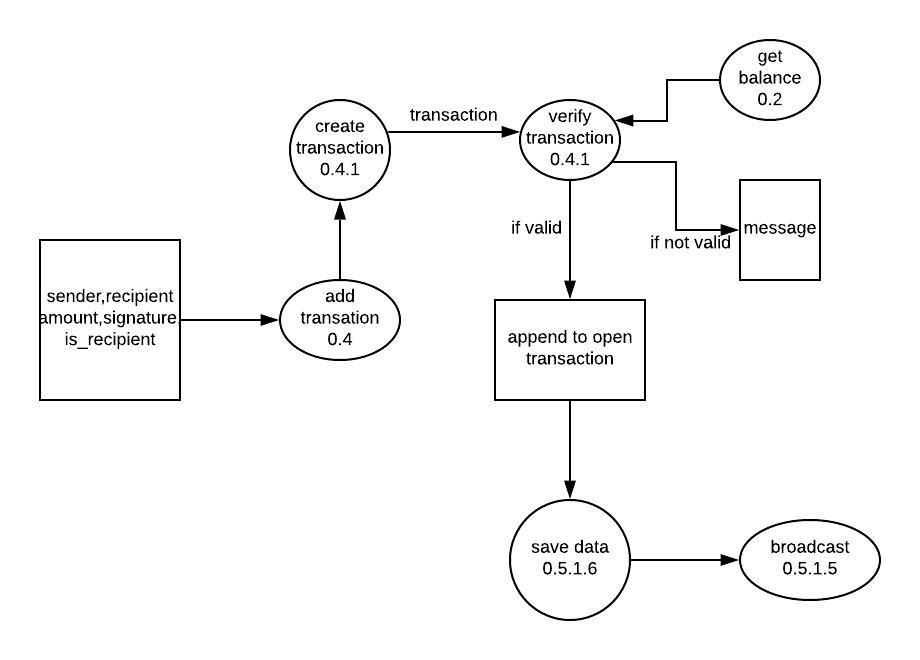 get
balance
0.2
create
transaction
0.4.1
transaction
verify
transaction
0.4.1
if valid
if not valid
message
sender,recipient
amount,signature,
is_recipient
add
transation
0.4
append to open
transaction
save data
0.5.1.6
broadcast
0.5.1.5